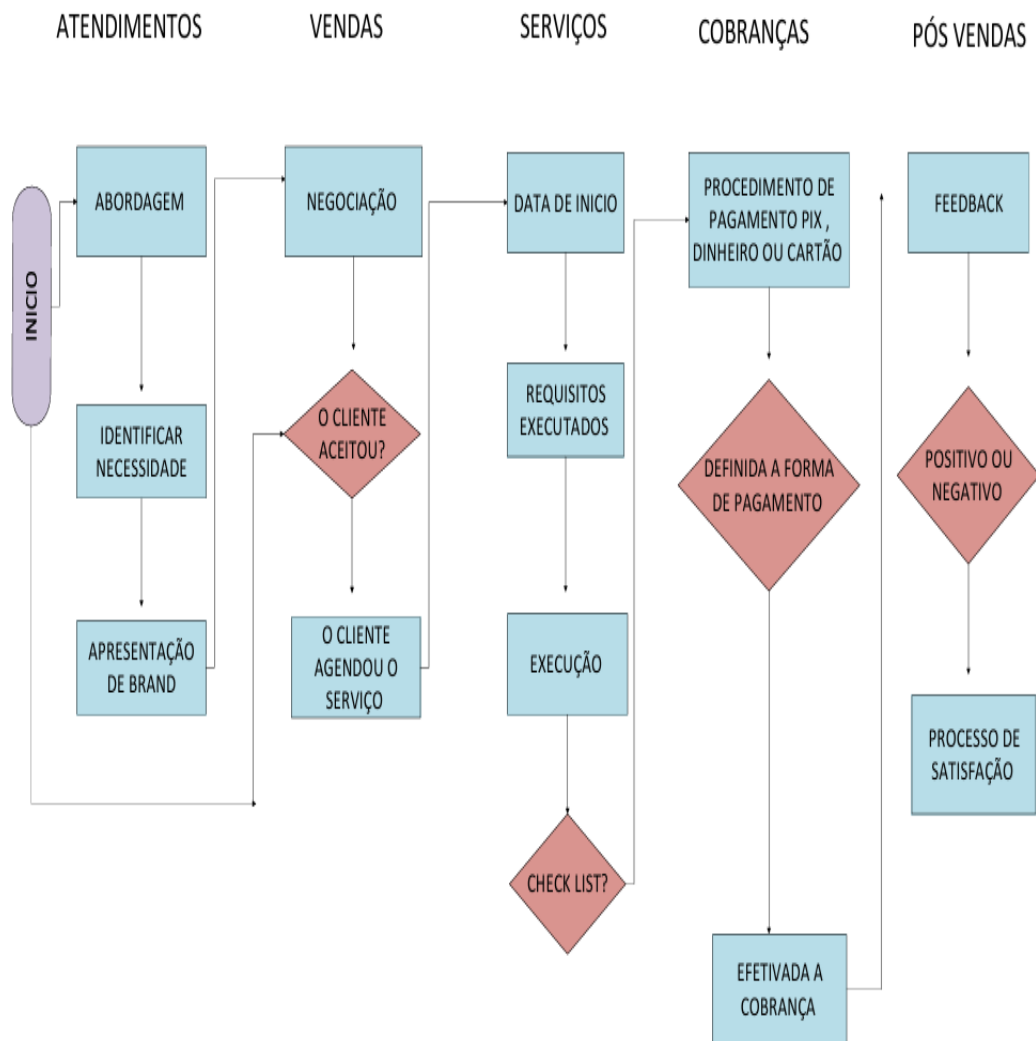 ATENDIMENTOS
VENDAS
SERVIÇOS
COBRANÇAS
PÓS VENDAS
INICIO
ABORDAGEM
IDENTIFICAR
NECESSIDADE
APRESENTAÇÃO
DE BRAND
NEGOCIAÇÃO
O CLIENTE
ACEITOU?
O CLIENTE
AGENDOU O
SERVIÇO
DATA DE INICIO
REQUISITOS
EXECUTADOS
EXECUÇÃO
CHECK LIST?
PROCEDIMENTO DE
PAGAMENTO PIX ,
DINHEIRO OU CARTÃO
DEFINIDA A FORMA
DE PAGAMENTO
EFETIVADA A
COBRANÇA
FEEDBACK
POSITIVO OU
NEGATIVO
PROCESSO DE
SATISFAÇÃO